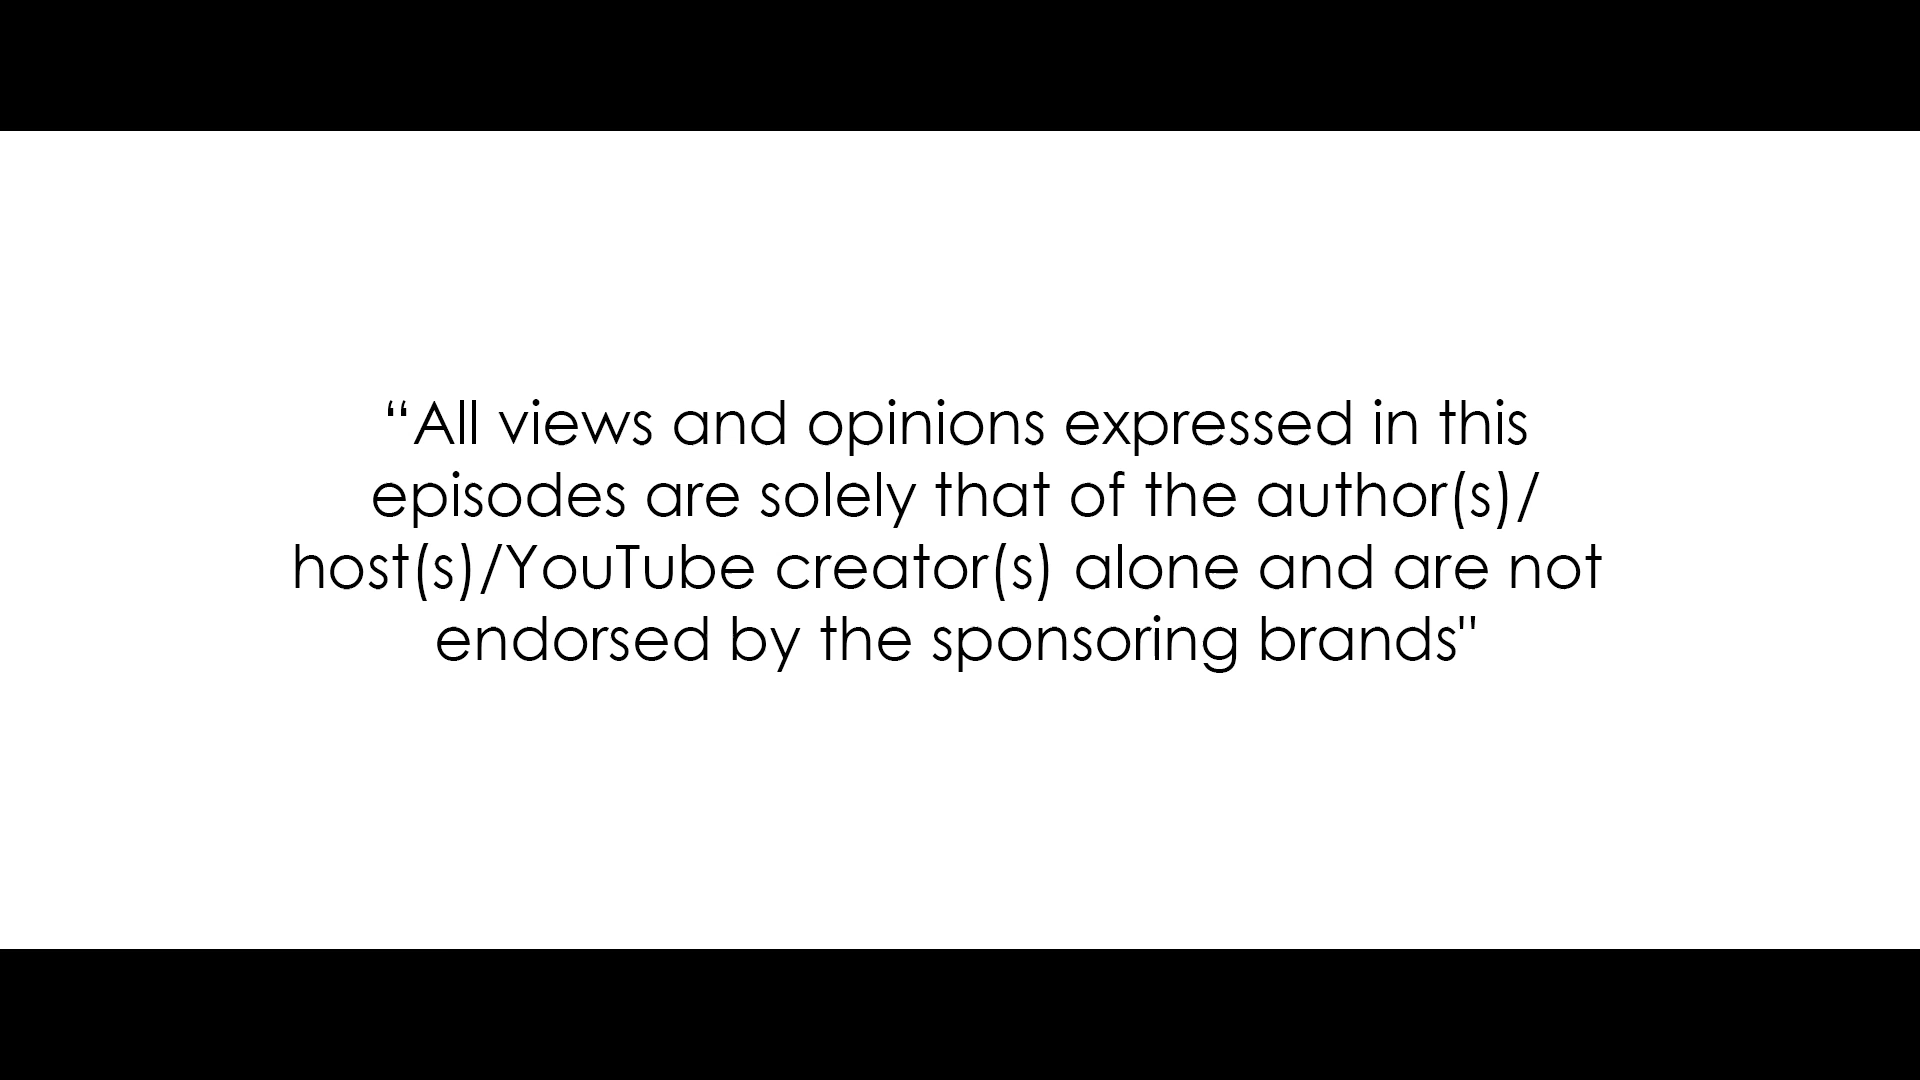 “All views and opinions expressed in this
episodes are solely that of the author(s)/
host(s)/YouTube creator(s) alone and are not
endorsed by the sponsoring brands"